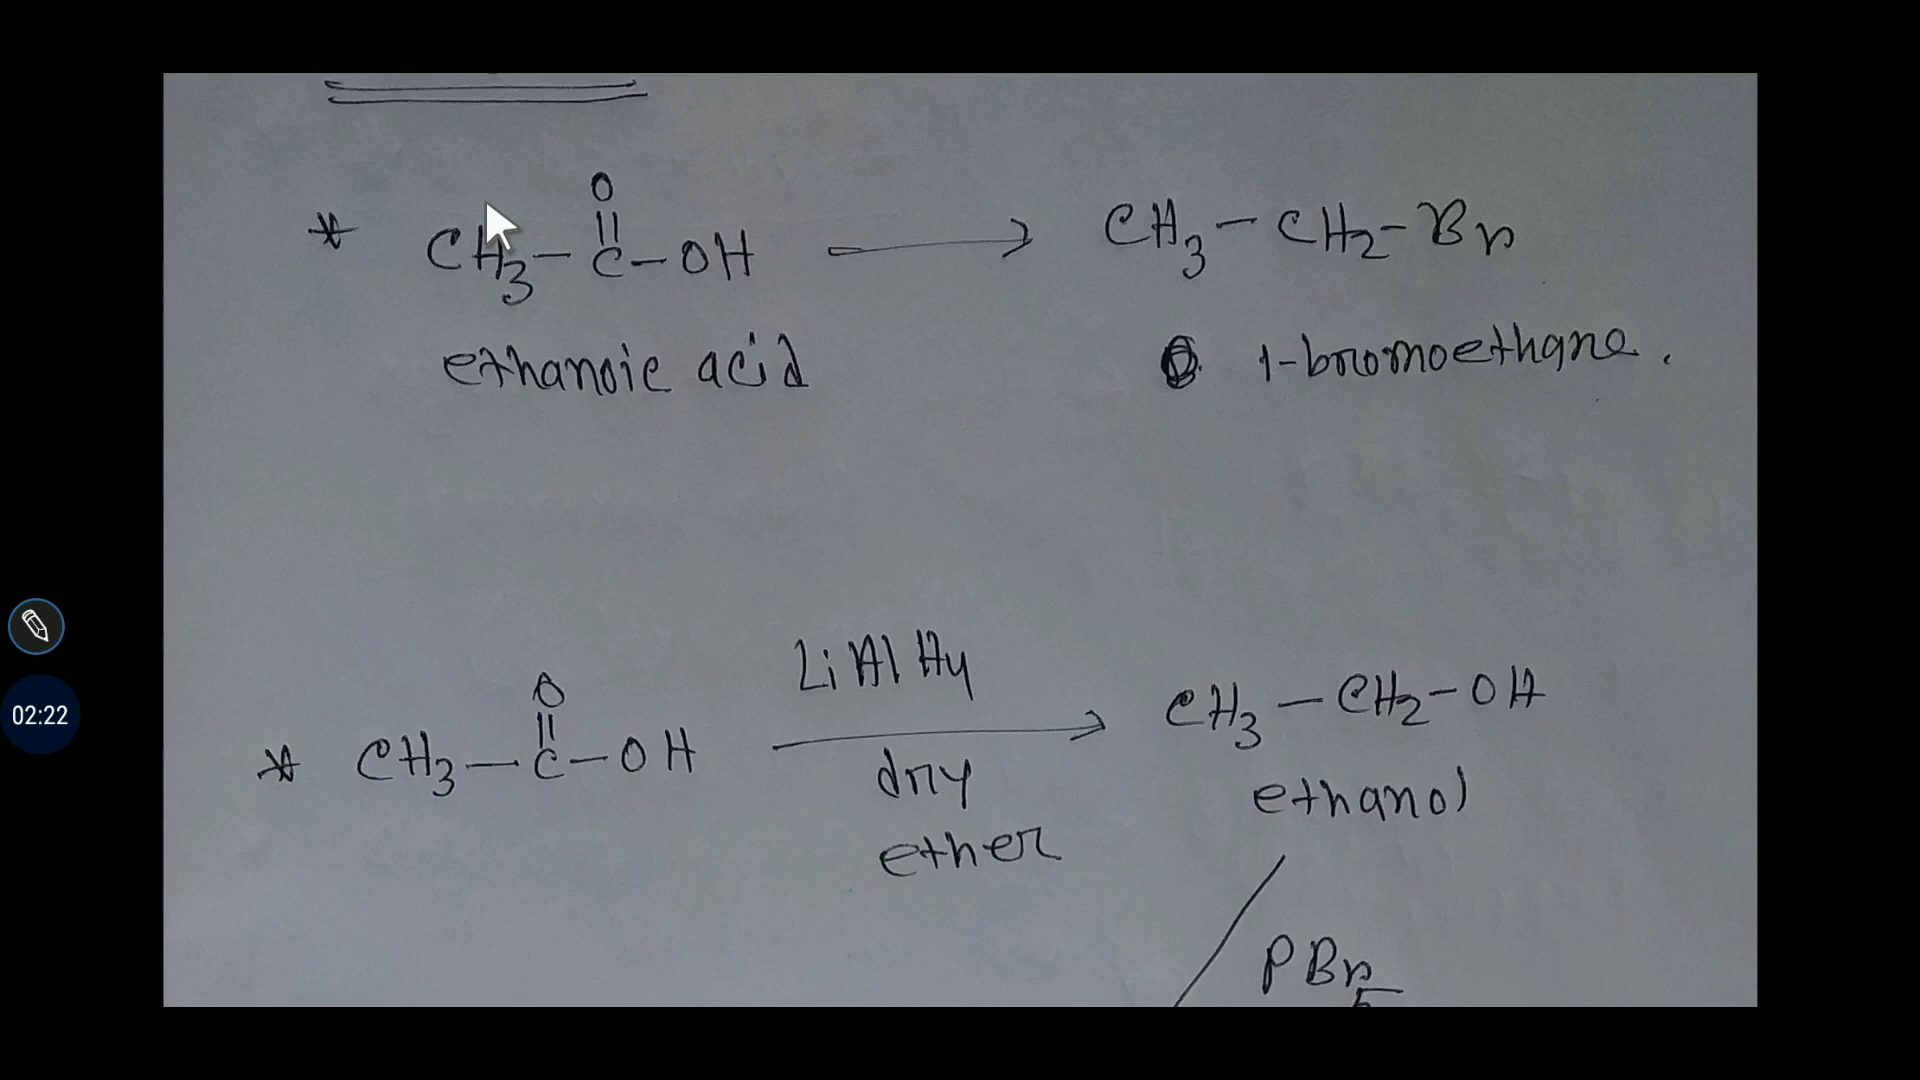 O
||
* CH3 - C - OH ⟶ CH3 - CH2 - Br
ethanoic acid 1-bromoethane.
O
||
LiAlH4
* CH3 - C - OH ⟶ CH3 - CH2 - OH
dry
ether
ethanol
PBr5
02:22